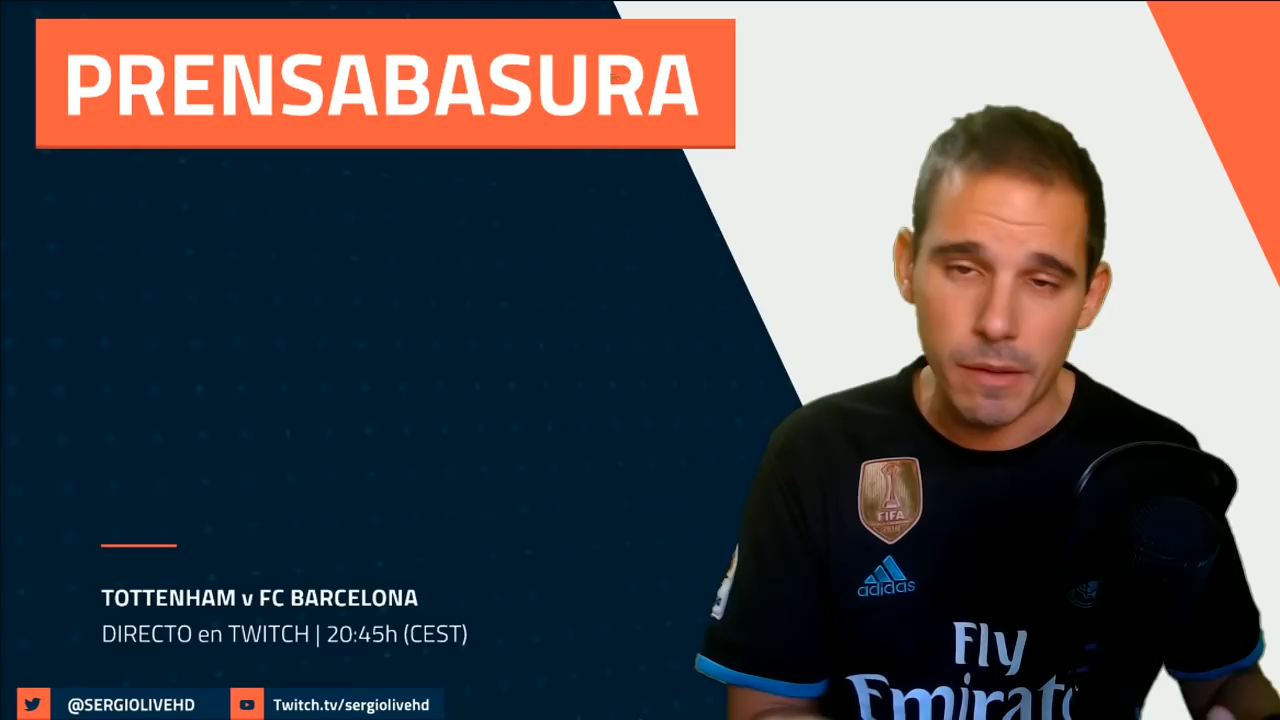 PRENSABASURA
FIFA
adidas
Fly
Emirates
TOTTENHAM v FC BARCELONA
DIRECTO en TWITCH | 20:45h (CEST)
@SERGIOLIVEHD
Twitch.tv/sergiolivehd